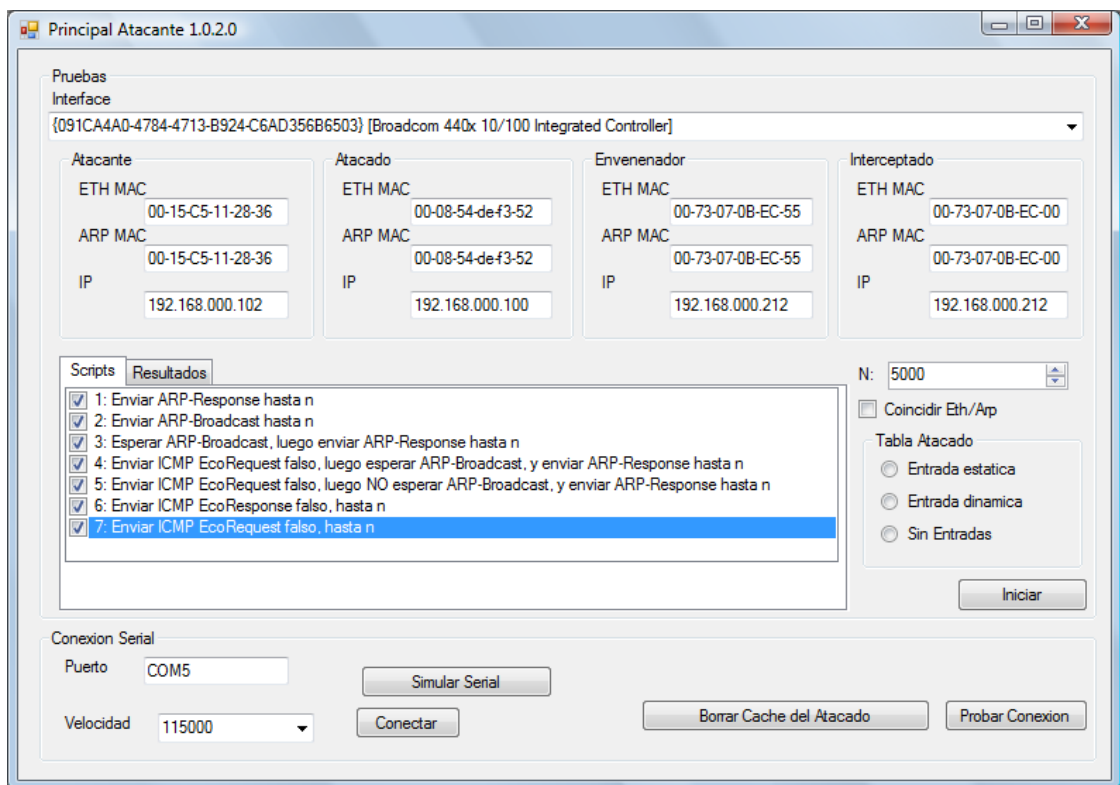 Principal Atacante 1.0.2.0
Pruebas
Interface
{091CA4A0-4784-4713-B924-C6AD356B6503} [Broadcom 440x 10/100 Integrated Controller]
Atacante
ETH MAC
00-15-C5-11-28-36
ARP MAC
00-15-C5-11-28-36
IP
192.168.000.102
Atacado
ETH MAC
00-08-54-de-f3-52
ARP MAC
00-08-54-de-f3-52
IP
192.168.000.100
Envenenador
ETH MAC
00-73-07-0B-EC-55
ARP MAC
00-73-07-0B-EC-55
IP
192.168.000.212
Interceptado
ETH MAC
00-73-07-0B-EC-00
ARP MAC
00-73-07-0B-EC-00
IP
192.168.000.212
Scripts Resultados
1: Enviar ARP-Response hasta n
2: Enviar ARP-Broadcast hasta n
3: Esperar ARP-Broadcast, luego enviar ARP-Response hasta n
4: Enviar ICMP EcoRequest falso, luego esperar ARP-Broadcast, y enviar ARP-Response hasta n
5: Enviar ICMP EcoRequest falso, luego NO esperar ARP-Broadcast, y enviar ARP-Response hasta n
6: Enviar ICMP EcoResponse falso, hasta n
7: Enviar ICMP EcoRequest falso, hasta n
N: 5000
Coincidir Eth/Arp
Tabla Atacado
Entrada estatica
Entrada dinamica
Sin Entradas
Iniciar
Conexion Serial
Puerto COM5
Simular Serial
Velocidad 115000
Conectar
Borrar Cache del Atacado
Probar Conexion